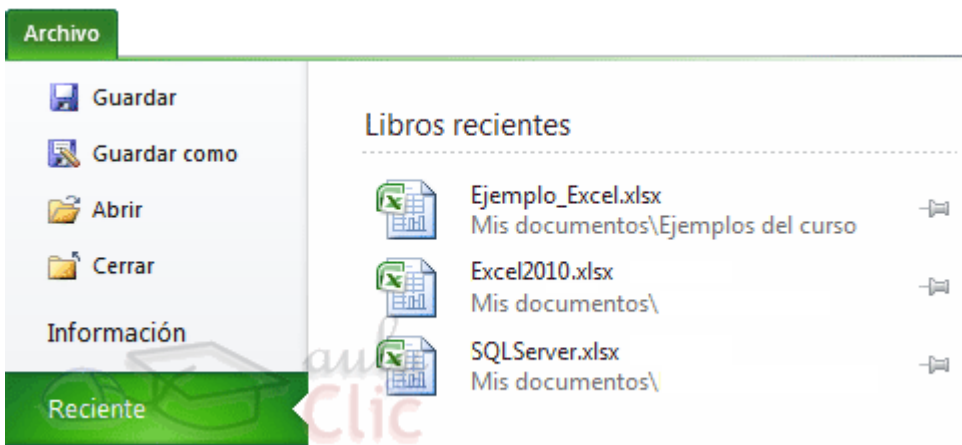 Archivo
Guardar
Guardar como
Abrir
Cerrar
Información
Reciente
Libros recientes
Ejemplo_Excel.xlsx
Mis documentos\Ejemplos del curso
Excel2010.xlsx
Mis documentos\
SQLServer.xlsx
Mis documentos\
aula
Clic